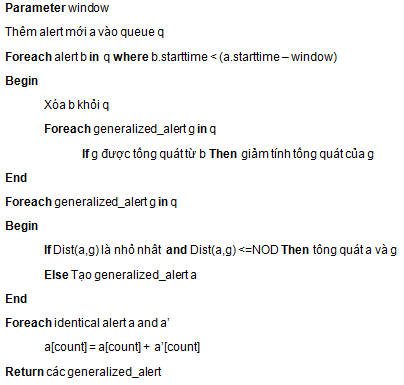 Parameter window
Thêm alert mới a vào queue q
Foreach alert b in q where b.starttime < (a.starttime – window)
Begin
Xóa b khỏi q
Foreach generalized_alert g in q
If g được tổng quát từ b Then giảm tính tổng quát của g
End
Foreach generalized_alert g in q
Begin
If Dist(a,g) là nhỏ nhât and Dist(a,g) <=NOD Then tông quát a và g
Else Tạo generalized_alert a
End
Foreach identical alert a and a’
a[count] = a[count] + a’[count]
Return các generalized_alert